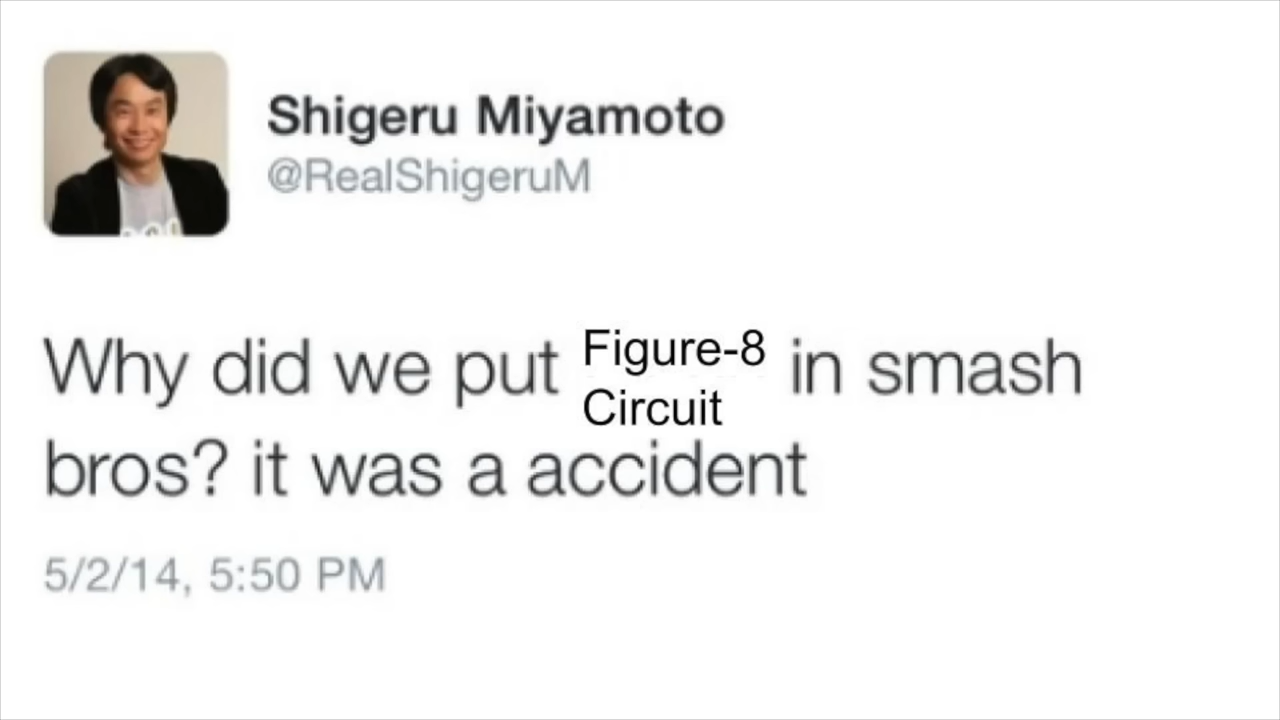 Shigeru Miyamoto
@RealShigeruM
Why did we put Figure-8 Circuit in smash
bros? it was a accident
5/2/14, 5:50 PM